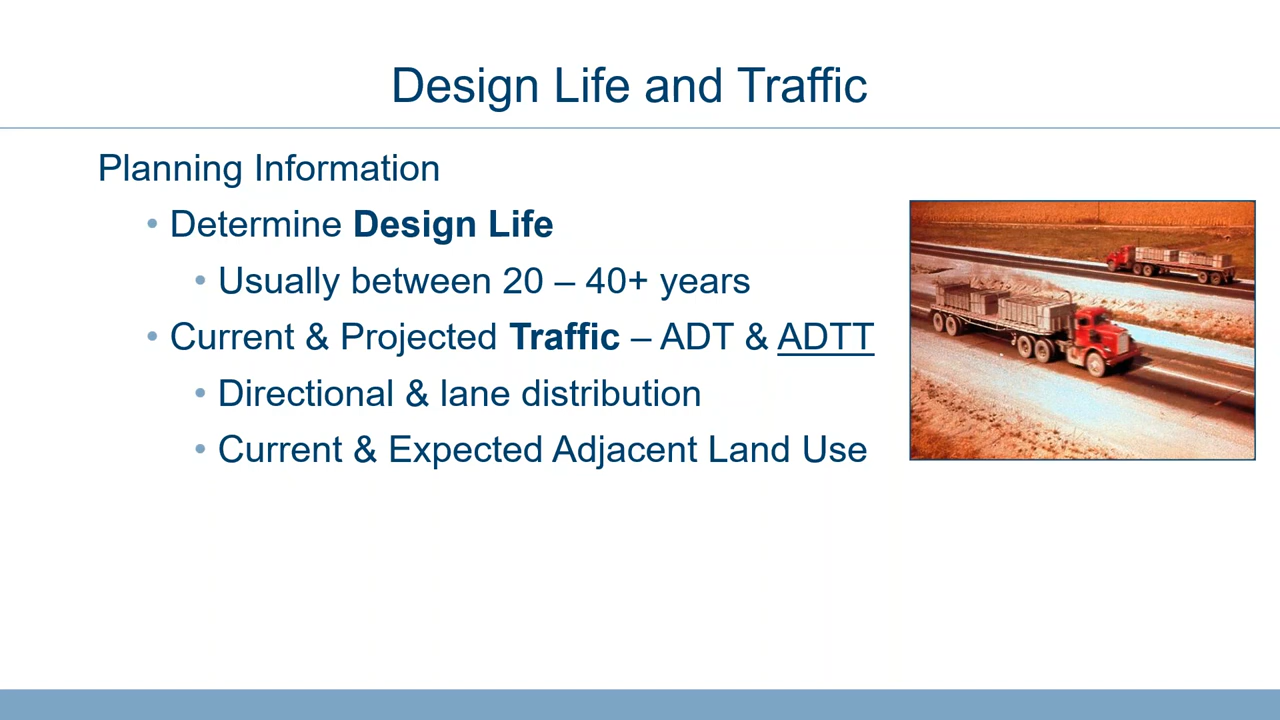 Design Life and Traffic
Planning Information
• Determine Design Life
• Usually between 20 – 40+ years
• Current & Projected Traffic – ADT & ADTT
• Directional & lane distribution
• Current & Expected Adjacent Land Use